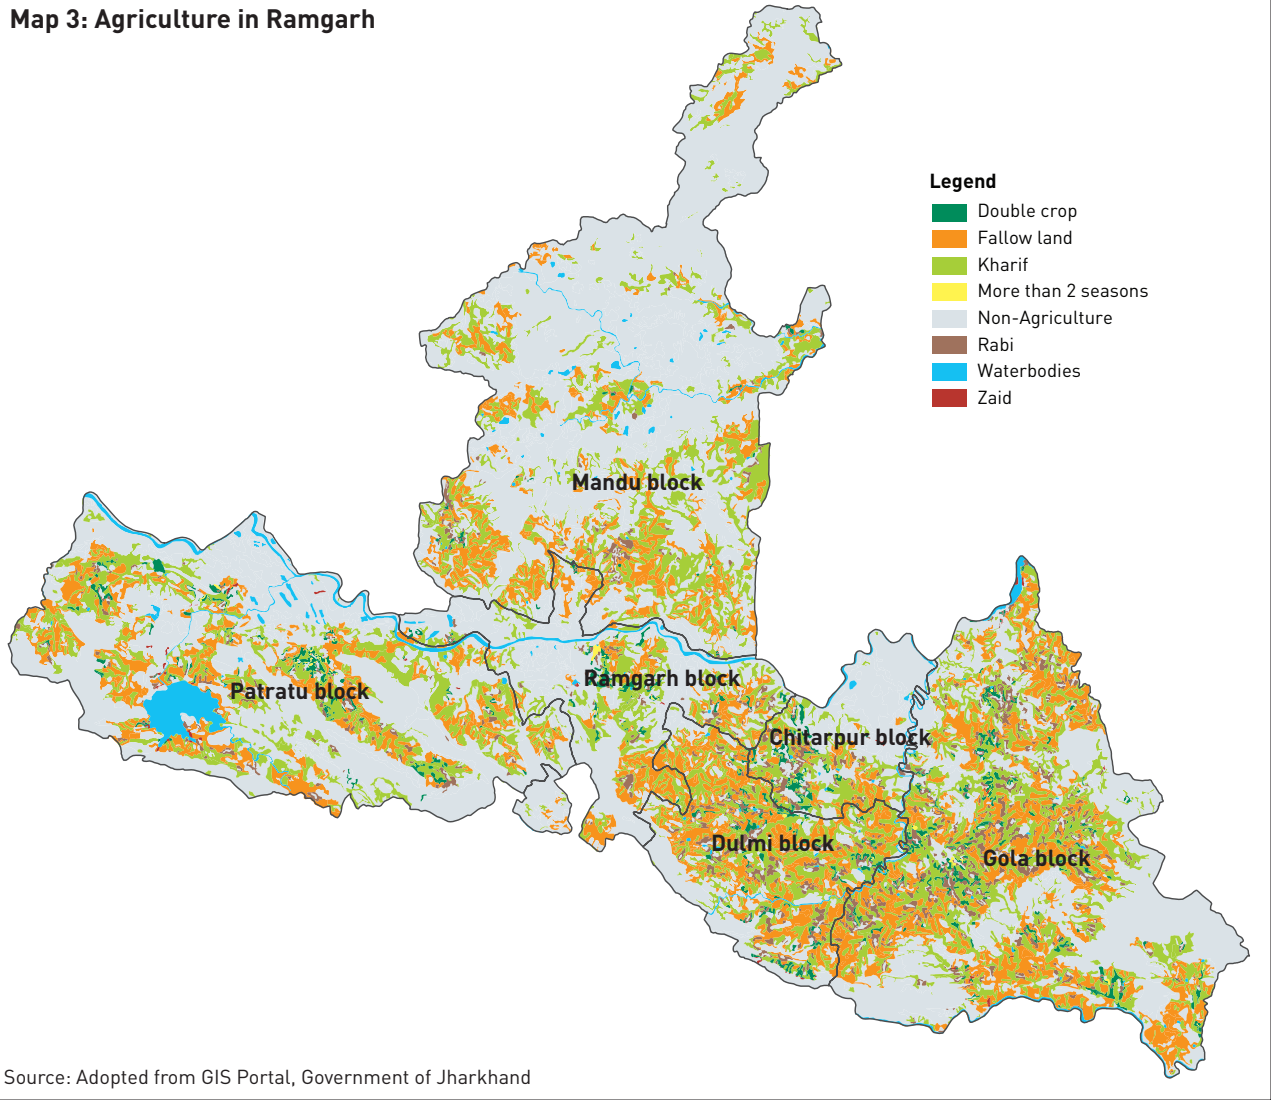 Map 3: Agriculture in Ramgarh
Legend
Double crop
Fallow land
Kharif
More than 2 seasons
Non-Agriculture
Rabi
Waterbodies
Zaid
Mandu block
Ramgarh block
Patratu block
Chitarpur block
Dulmi block
Gola block
Source: Adopted from GIS Portal, Government of Jharkhand